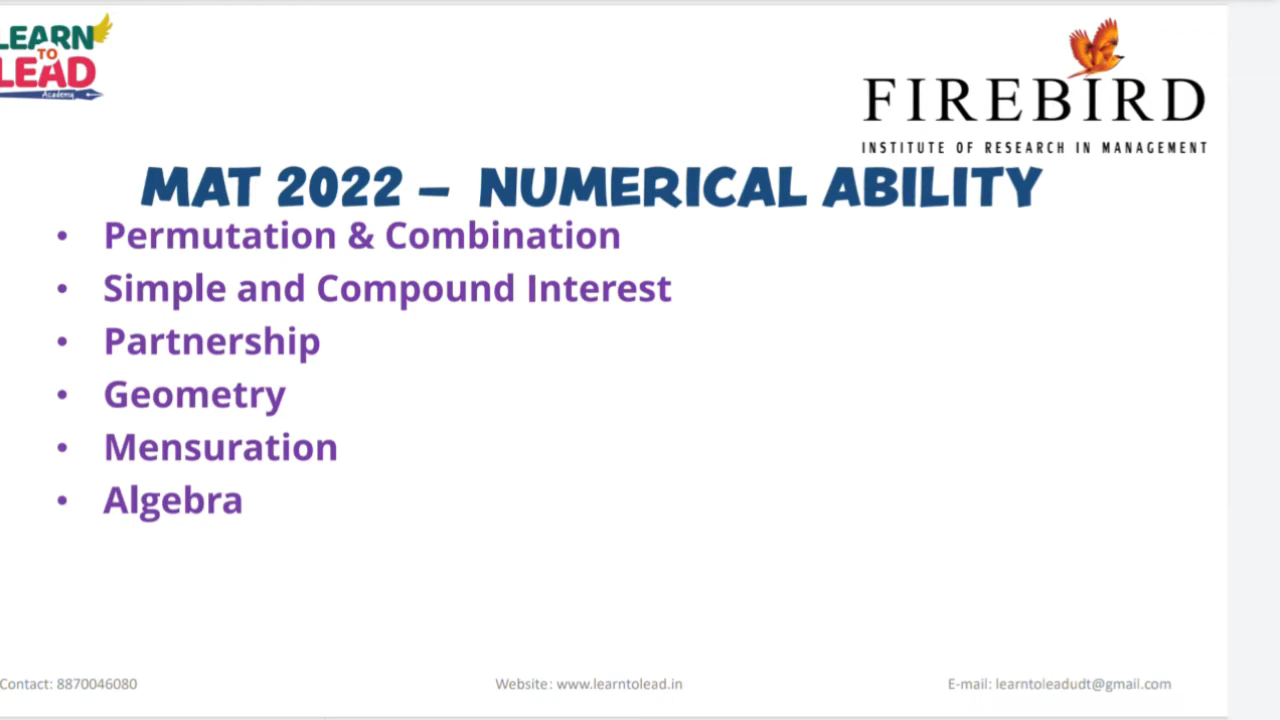 LEARN
TO
LEAD
Academy
FIREBIRD
INSTITUTE OF RESEARCH IN MANAGEMENT
MAT 2022 – NUMERICAL ABILITY
• Permutation & Combination
• Simple and Compound Interest
• Partnership
• Geometry
• Mensuration
• Algebra
Contact: 8870046080 Website: www.learntolead.in E-mail: learntoleadudt@gmail.com